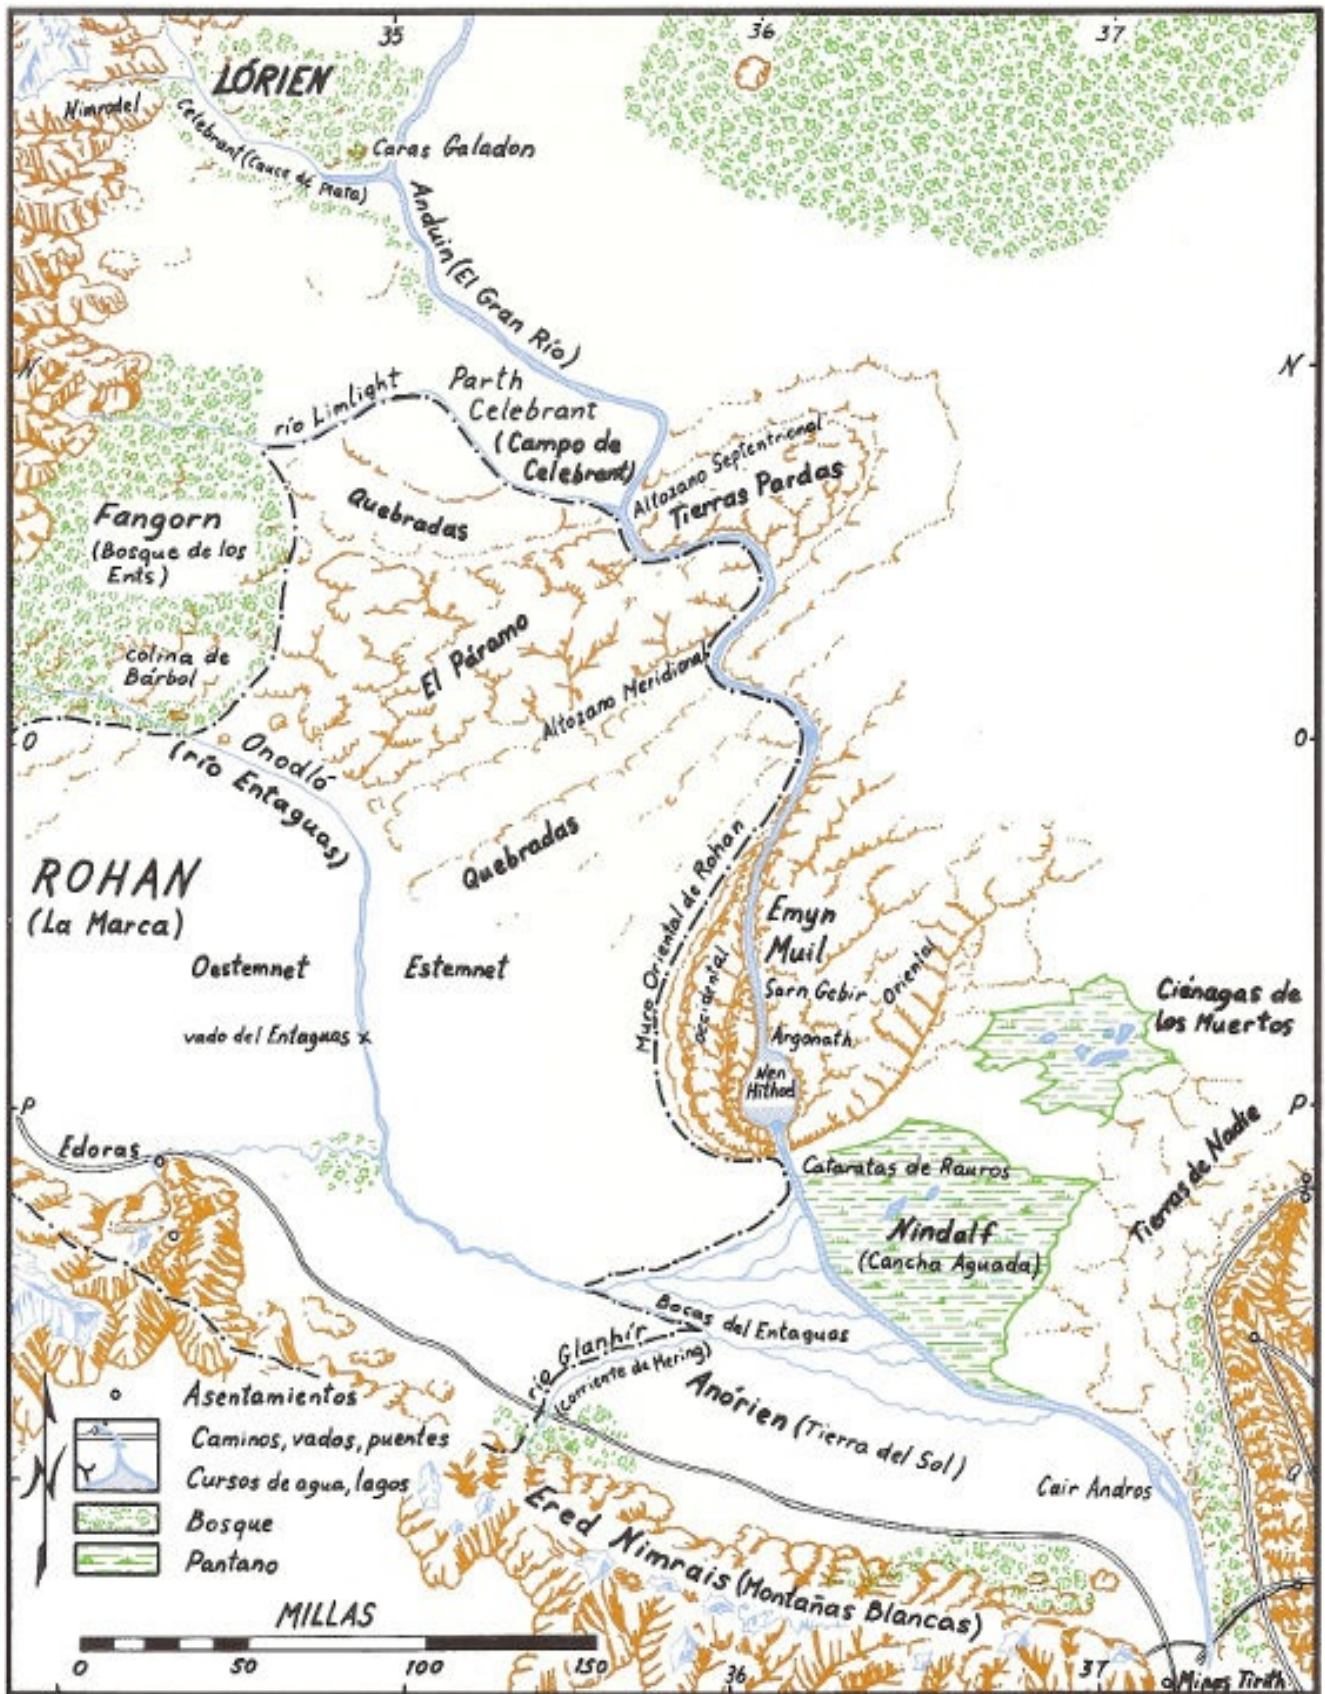 35
36
37
LÓRIEN
Nimrodel
Celebrant (Cauce de Plata)
Caras Galadon
Anduin (El Gran Río)
N
N
río Limlight
Parth
Celebrant
(Campo de
Celebrant)
Altozano Septentrional
Tierras Pardas
Quebradas
Fangorn
(Bosque de los
Ents)
El Páramo
colina de
Bárbol
Altozano Meridional
O
O
Onodló
(río Entaguas)
Quebradas
ROHAN
(La Marca)
Muro Oriental de Rohan
Emyn
Muil
occidental
Oriental
Oestemnet
Estemnet
Sarn Gebir
Ciénagas de
los Muertos
vado del Entaguas
Argonath
Nen
Hithoel
P
P
Edoras
Cataratas de Rauros
Tierras de Nadie
Nindalf
(Cancha Aguada)
Bocas del Entaguas
río Glanhír
(corriente de Mering)
Anórien (Tierra del Sol)
Asentamientos
Caminos, vados, puentes
Cursos de agua, lagos
Bosque
Pantano
N
Q
Cair Andros
Ered Nimrais (Montañas Blancas)
MILLAS
0 50 100 150
36
37
Minas Tirith